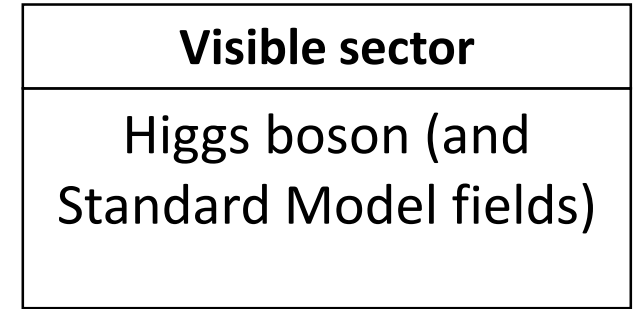 Visible sector
Higgs boson (and
Standard Model fields)